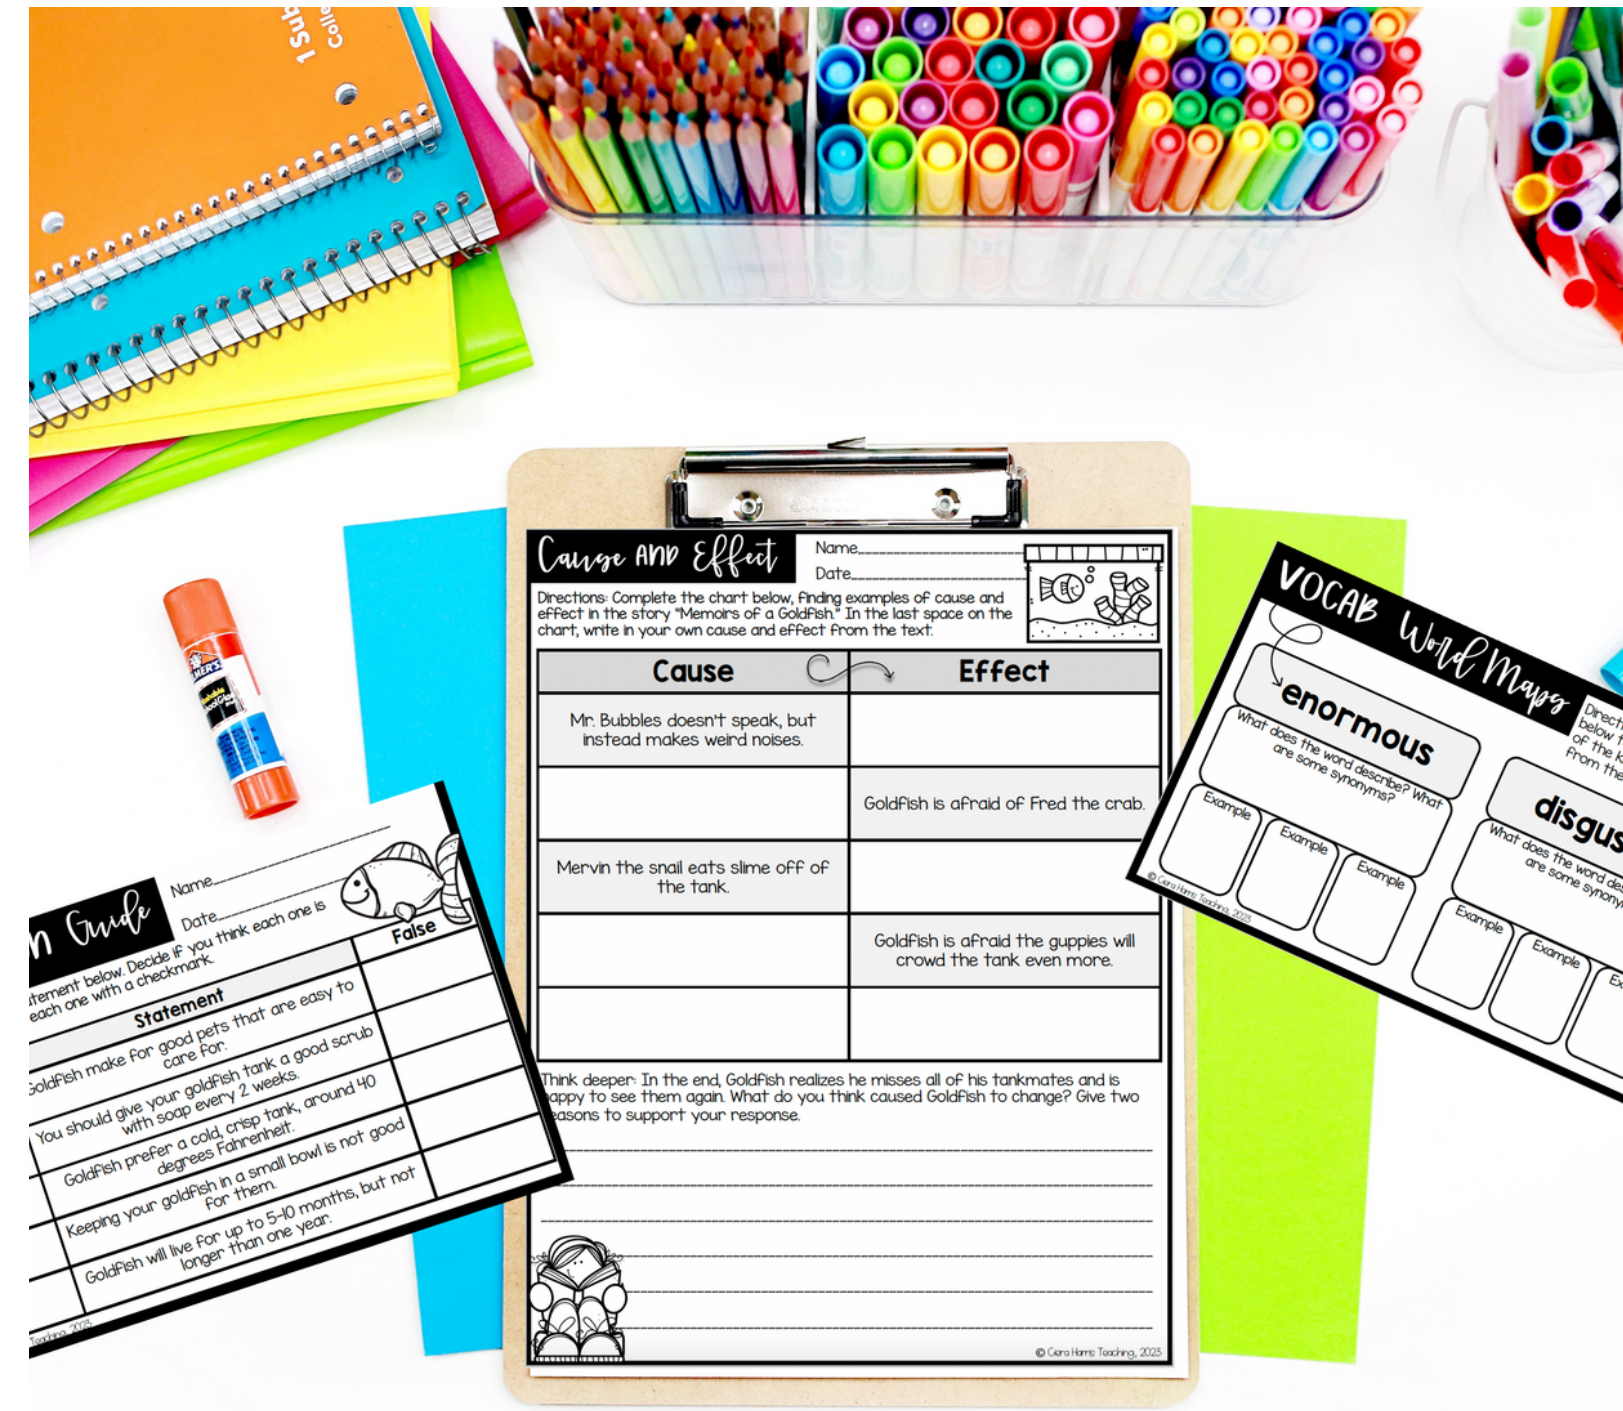 1 Sub
Colle
Cause AND Effect
Name
Date
Directions: Complete the chart below, finding examples of cause and
effect in the story "Memoirs of a Goldfish." In the last space on the
chart, write in your own cause and effect from the text.
Cause
Effect
Mr. Bubbles doesn't speak, but
instead makes weird noises.
Goldfish is afraid of Fred the crab.
Mervin the snail eats slime off of
the tank.
Goldfish is afraid the guppies will
crowd the tank even more.
Think deeper: In the end, Goldfish realizes he misses all of his tankmates and is
happy to see them again. What do you think caused Goldfish to change? Give two
reasons to support your response.
© Ciera Harris Teaching, 2023
n Guide
Name
Date
tement below. Decide if you think each one is
each one with a checkmark.
Statement
False
Goldfish make for good pets that are easy to
care for.
You should give your goldfish tank a good scrub
with soap every 2 weeks.
Goldfish prefer a cold, crisp tank, around 40
degrees Fahrenheit.
Keeping your goldfish in a small bowl is not good
for them.
Goldfish will live for up to 5-10 months, but not
longer than one year.
Teaching, 2023
VOCAB Word Maps
Directi
below t
of the k
from the
enormous
What does the word describe? What
are some synonyms?
Example
Example
Example
disgus
What does the word des
are some synony
Example
Example
Ex
© Ciera Harris Teaching, 2023